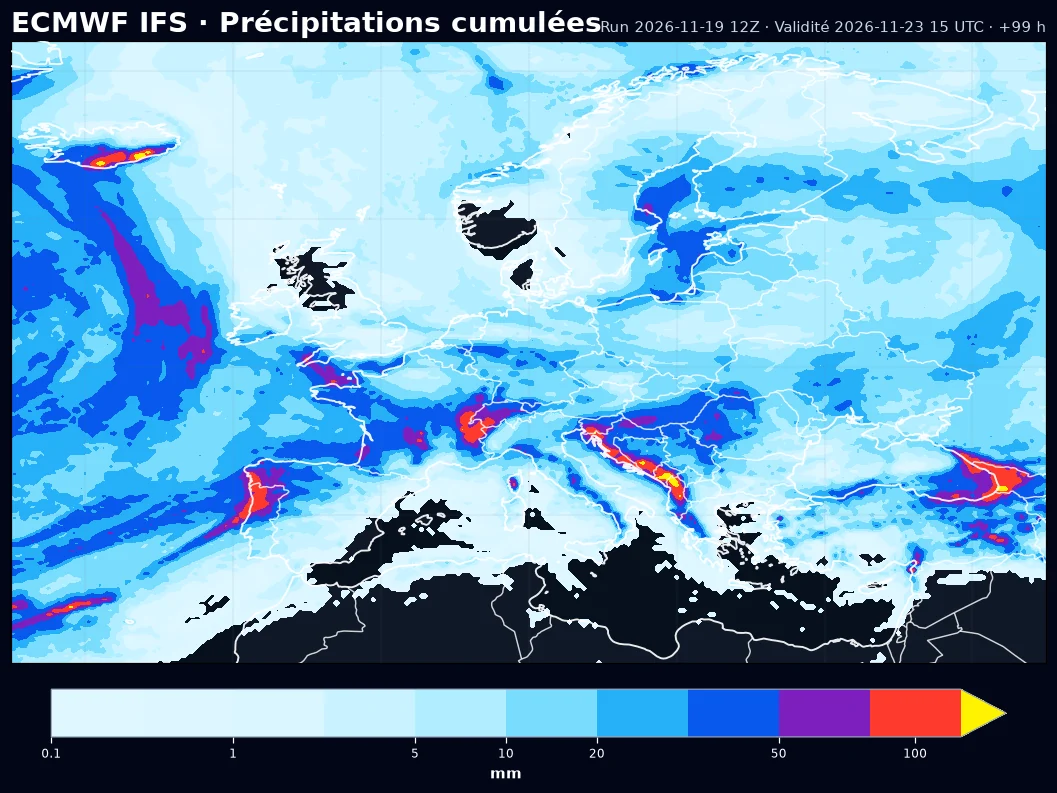 ECMWF IFS · Précipitations cumulées
Run 2026-11-19 12Z · Validité 2026-11-23 15 UTC · +99 h
0.1 1 5 10 20 50 100
mm